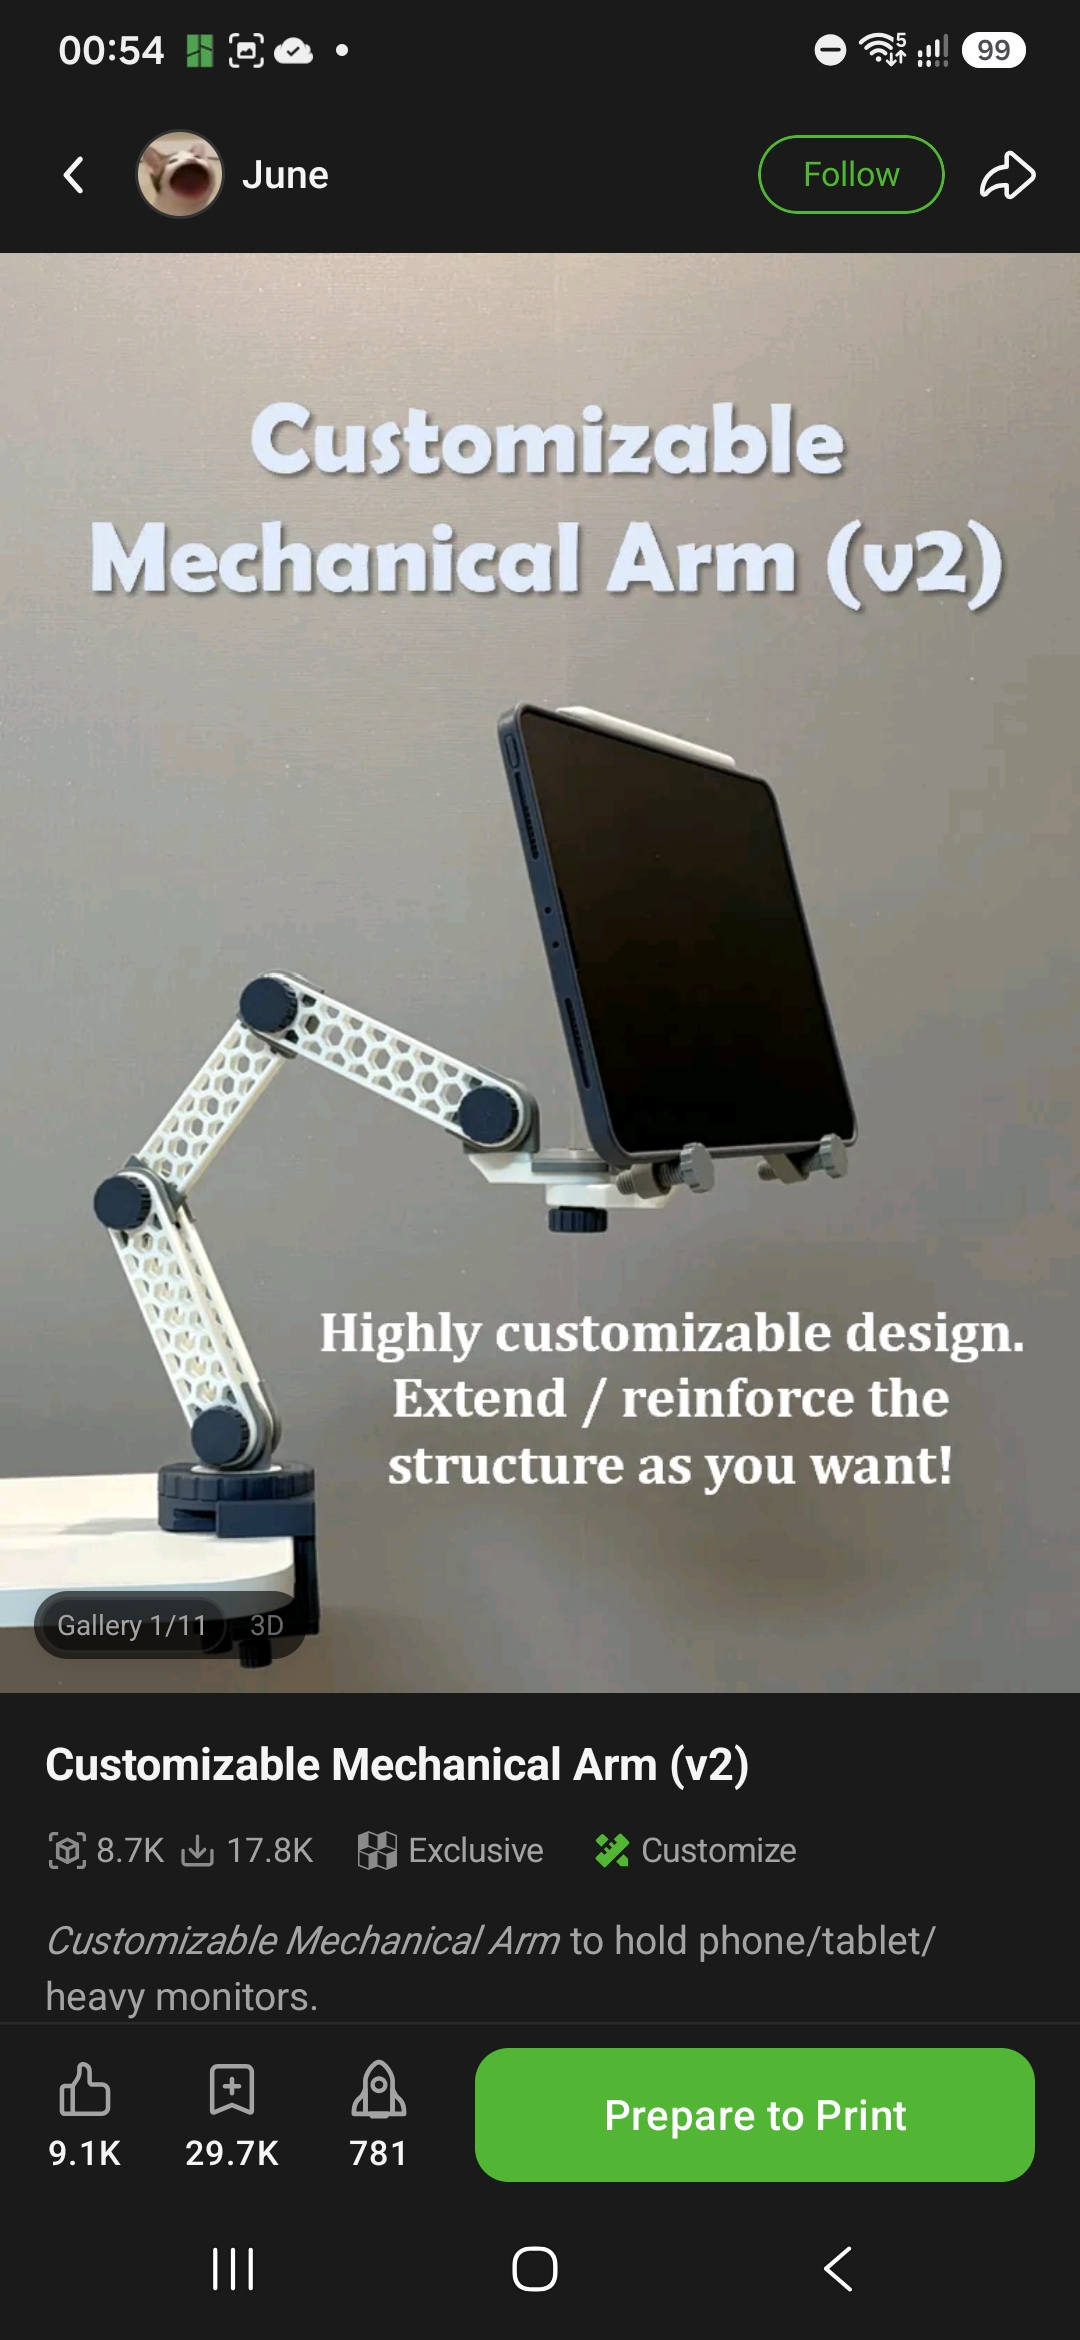 00:54
5
99
June
Follow
Customizable
Mechanical Arm (v2)
Highly customizable design.
Extend / reinforce the
structure as you want!
Gallery 1/11 3D
Customizable Mechanical Arm (v2)
8.7K 17.8K Exclusive Customize
Customizable Mechanical Arm to hold phone/tablet/
heavy monitors.
9.1K 29.7K 781
Prepare to Print